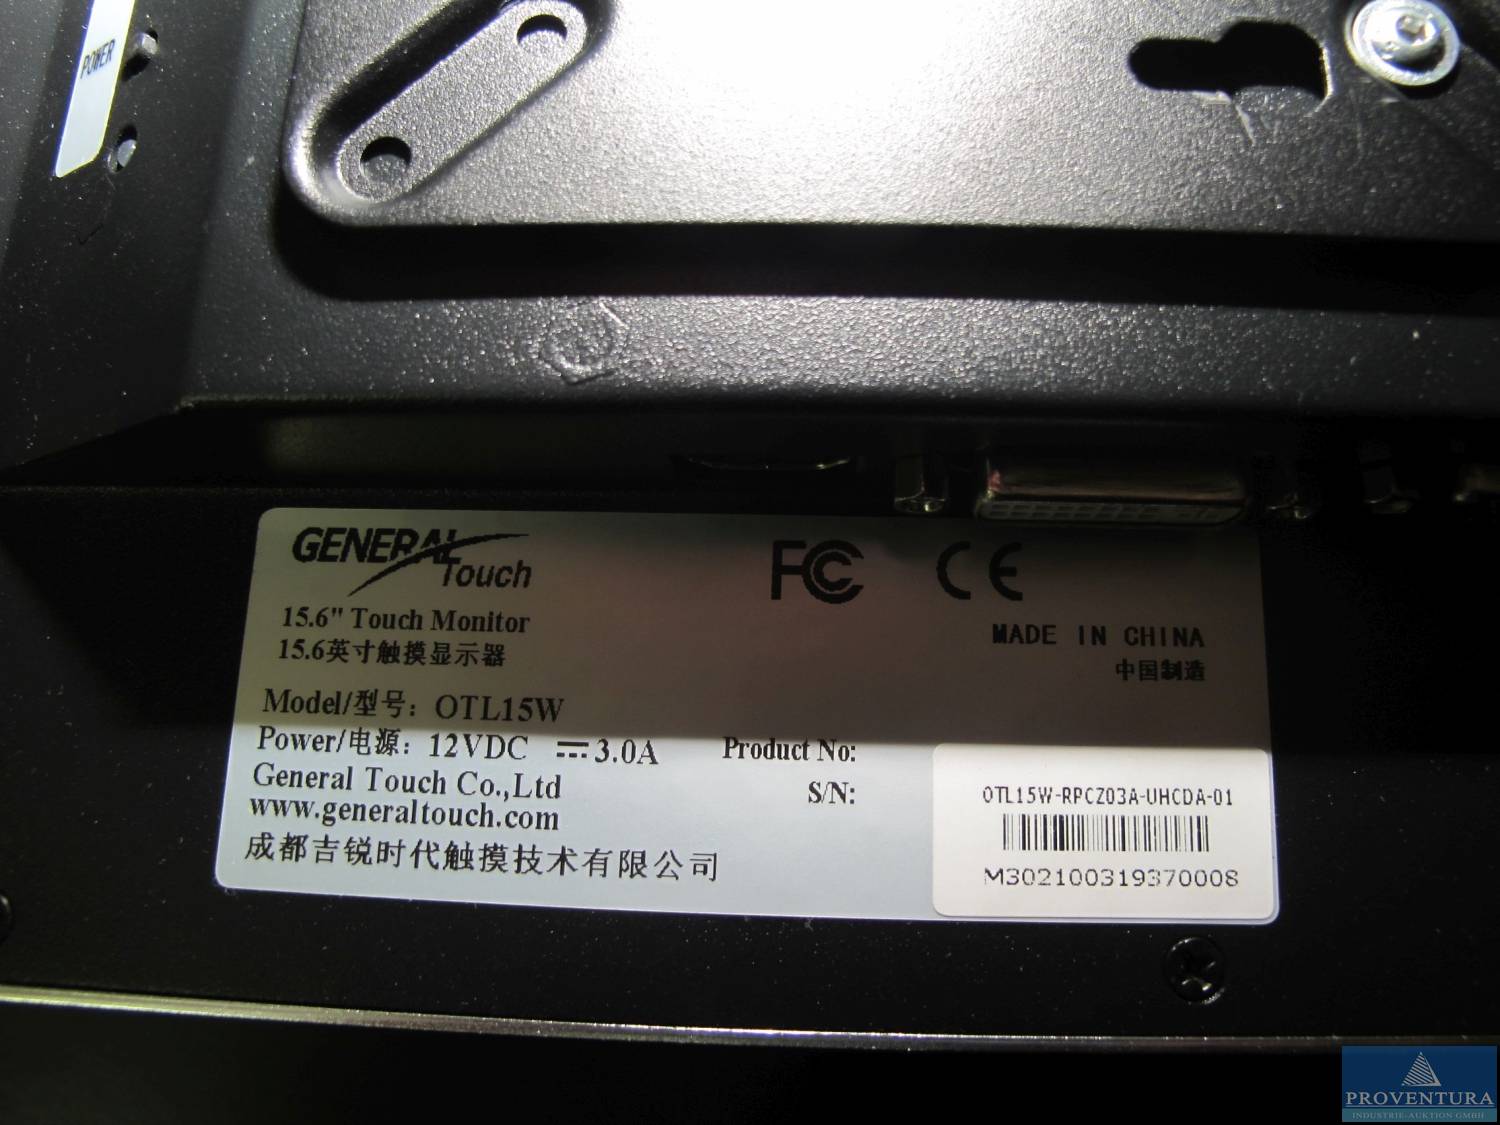 POWER
GENERAL
Touch
15.6" Touch Monitor
15.6英寸触摸显示器
FC CE
MADE IN CHINA
中国制造
Model/型号: OTL15W
Power/电源: 12VDC ⎓ 3.0A
General Touch Co.,Ltd
www.generaltouch.com
成都吉锐时代触摸技术有限公司
Product No:
S/N:
OTL15W-RPCZ03A-UHCDA-01
M302100319370008
PROVENTURA
INDUSTRIE-AUKTION GMBH